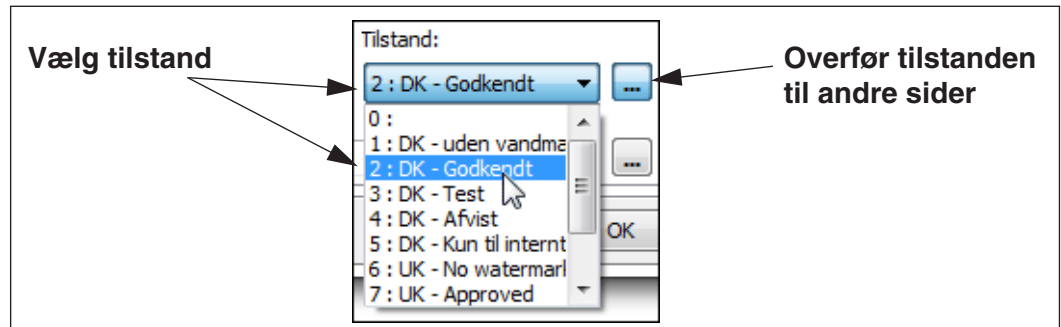 Vælg tilstand
Tilstand:
2 : DK - Godkendt
...
Overfør tilstanden
til andre sider
0 :
1 : DK - uden vandma
2 : DK - Godkendt
...
3 : DK - Test
4 : DK - Afvist
5 : DK - Kun til internt
OK
6 : UK - No watermark
7 : UK - Approved